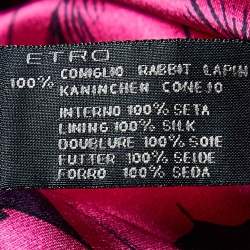 ETRO
100% CONIGLIO RABBIT LAPIN
KANINCHEN CONEJO
INTERNO 100% SETA
LINING 100% SILK
DOUBLURE 100% SOIE
FUTTER 100% SEIDE
FORRO 100% SEDA